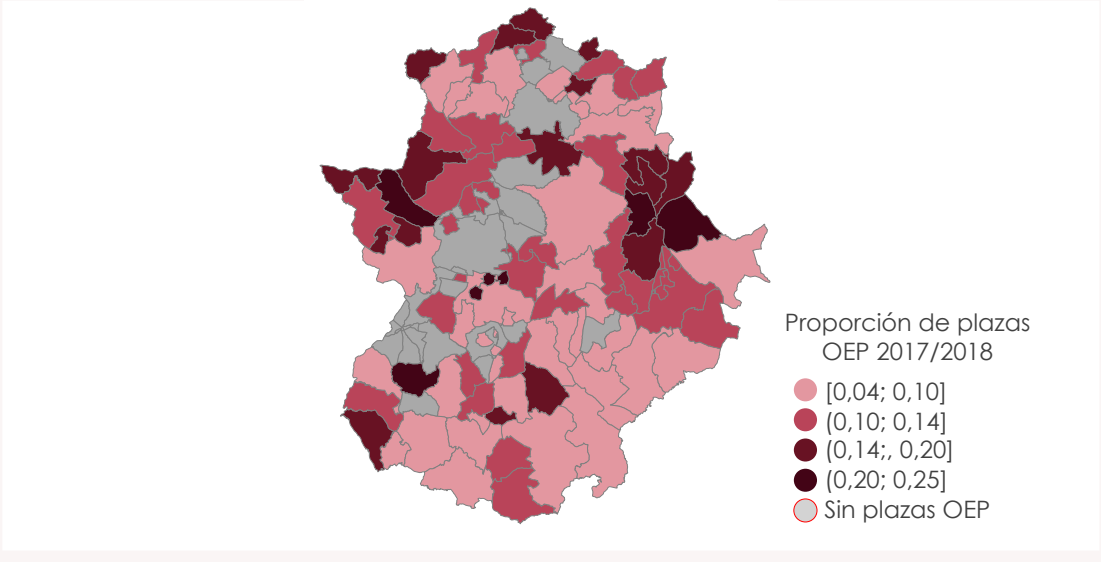 Proporción de plazas
OEP 2017/2018
[0,04; 0,10]
(0,10; 0,14]
(0,14;, 0,20]
(0,20; 0,25]
Sin plazas OEP